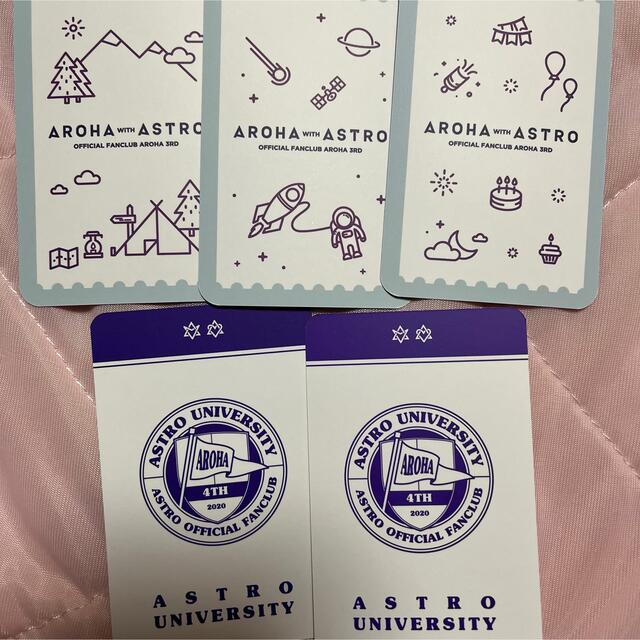 AROHA WITH ASTRO
OFFICIAL FANCLUB AROHA 3RD
AROHA WITH ASTRO
OFFICIAL FANCLUB AROHA 3RD
AROHA WITH ASTRO
OFFICIAL FANCLUB AROHA 3RD
ASTRO UNIVERSITY
AROHA
4TH
2020
ASTRO OFFICIAL FANCLUB
ASTRO
UNIVERSITY
ASTRO UNIVERSITY
AROHA
4TH
2020
ASTRO OFFICIAL FANCLUB
ASTRO
UNIVERSITY